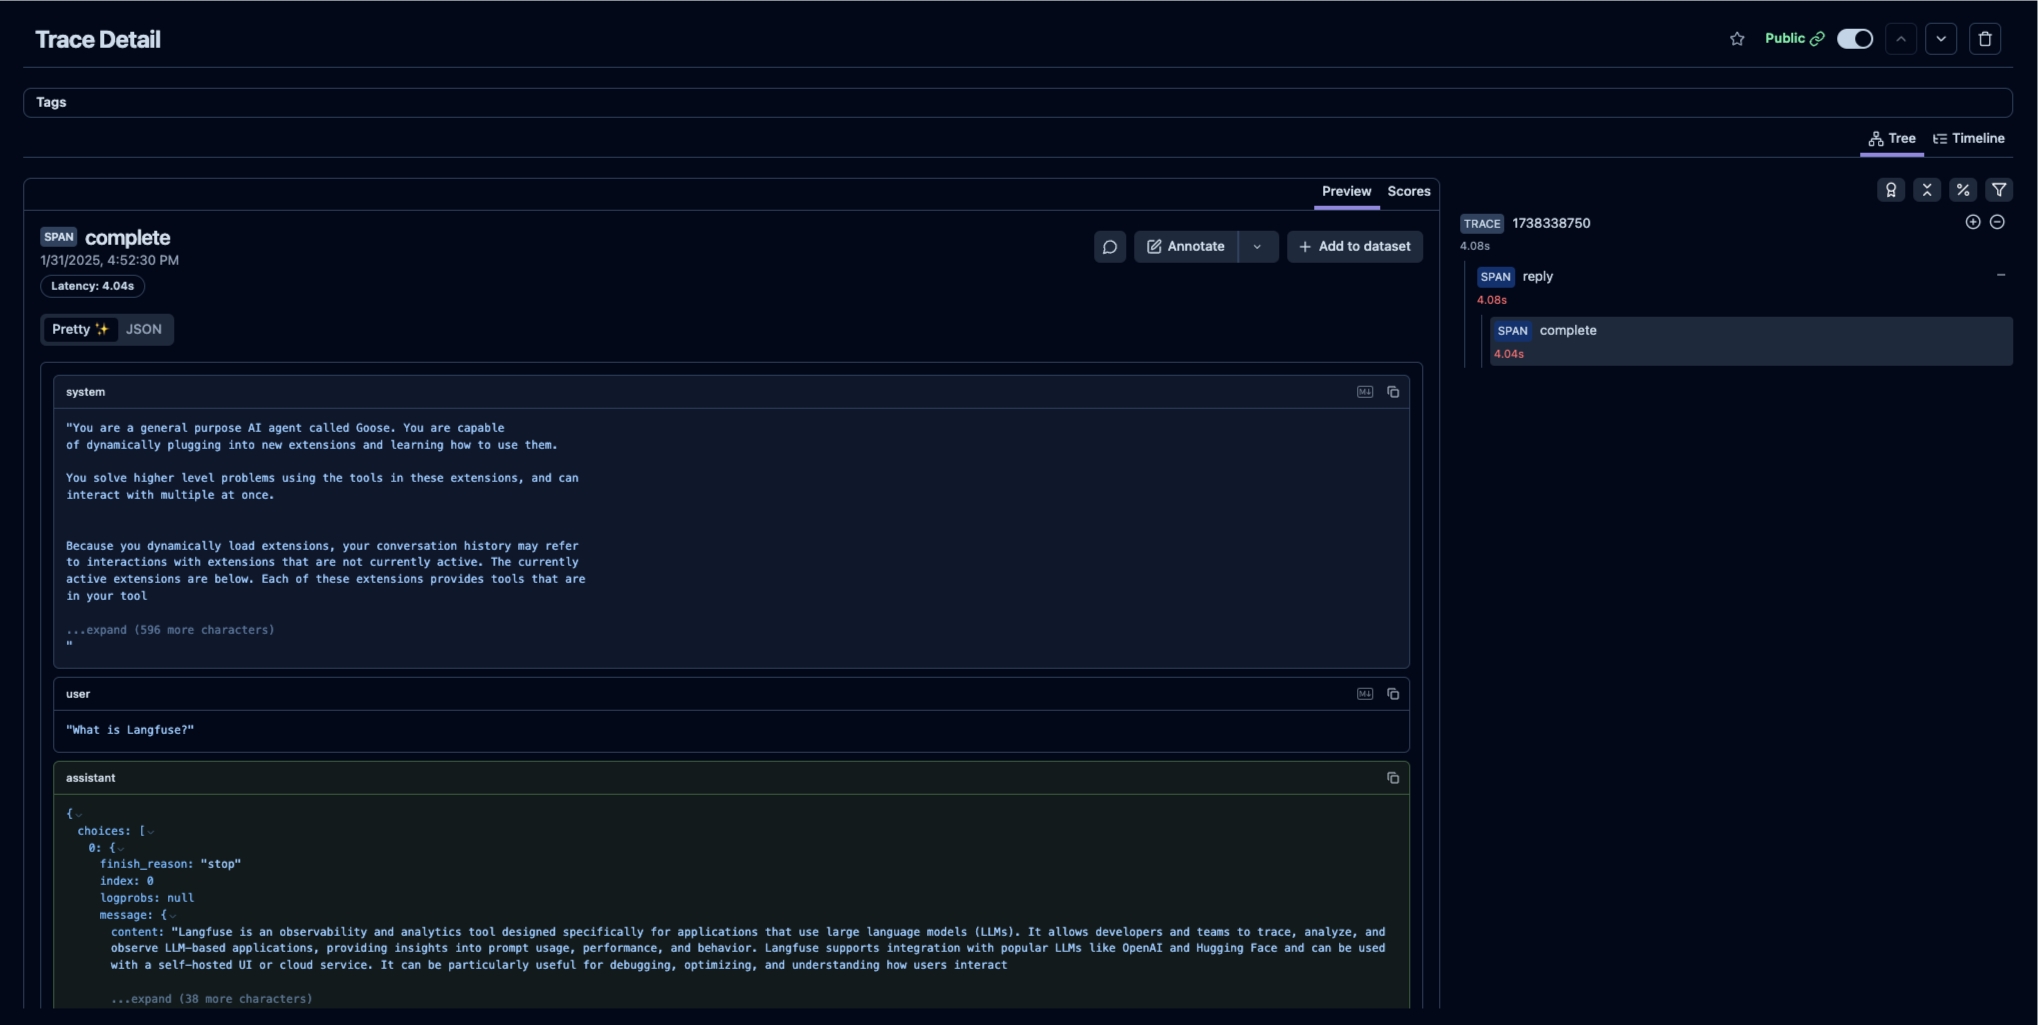 Trace Detail
Public
Tags
Tree
Timeline
Preview
Scores
SPAN complete
1/31/2025, 4:52:30 PM
Latency: 4.04s
Annotate
Add to dataset
Pretty ✨ JSON
system
"You are a general purpose AI agent called Goose. You are capable
of dynamically plugging into new extensions and learning how to use them.
You solve higher level problems using the tools in these extensions, and can
interact with multiple at once.
Because you dynamically load extensions, your conversation history may refer
to interactions with extensions that are not currently active. The currently
active extensions are below. Each of these extensions provides tools that are
in your tool
...expand (596 more characters)
"
user
"What is Langfuse?"
assistant
{
choices: [
0: {
finish_reason: "stop"
index: 0
logprobs: null
message: {
content: "Langfuse is an observability and analytics tool designed specifically for applications that use large language models (LLMs). It allows developers and teams to trace, analyze, and
observe LLM-based applications, providing insights into prompt usage, performance, and behavior. Langfuse supports integration with popular LLMs like OpenAI and Hugging Face and can be used
with a self-hosted UI or cloud service. It can be particularly useful for debugging, optimizing, and understanding how users interact
...expand (38 more characters)
TRACE 1738338750
4.08s
SPAN reply
4.08s
SPAN complete
4.04s